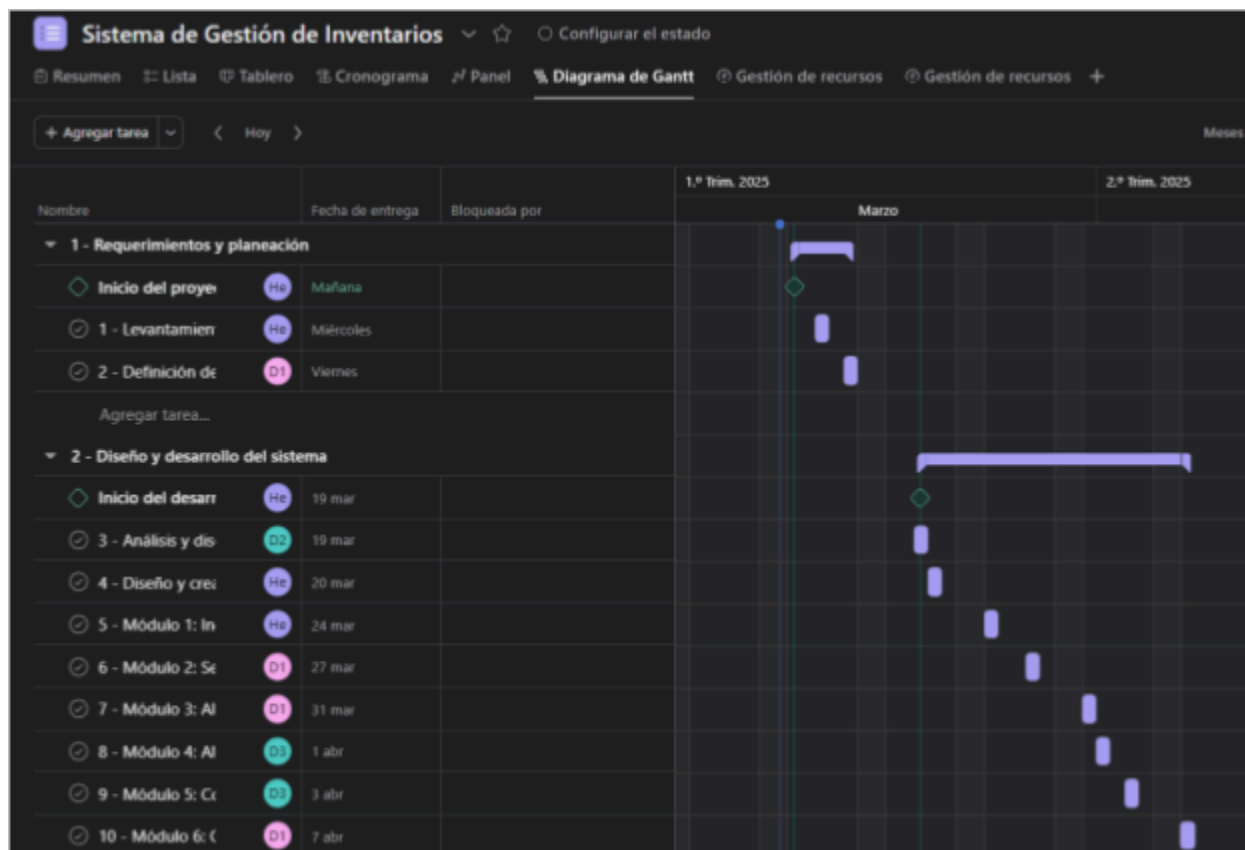 Sistema de Gestión de Inventarios Configurar el estado
Resumen Lista Tablero Cronograma Panel Diagrama de Gantt Gestión de recursos Gestión de recursos +
+ Agregar tarea Hoy Meses
1.º Trim. 2025 2.º Trim. 2025
Nombre Fecha de entrega Bloqueada por Marzo
1 - Requerimientos y planeación
Inicio del proyec He Mañana
1 - Levantamien He Miércoles
2 - Definición de D1 Viernes
Agregar tarea...
2 - Diseño y desarrollo del sistema
Inicio del desarr He 19 mar
3 - Análisis y dis D2 19 mar
4 - Diseño y crea He 20 mar
5 - Módulo 1: In He 24 mar
6 - Módulo 2: Se D1 27 mar
7 - Módulo 3: Al D1 31 mar
8 - Módulo 4: Al D3 1 abr
9 - Módulo 5: Co D3 3 abr
10 - Módulo 6: D1 7 abr